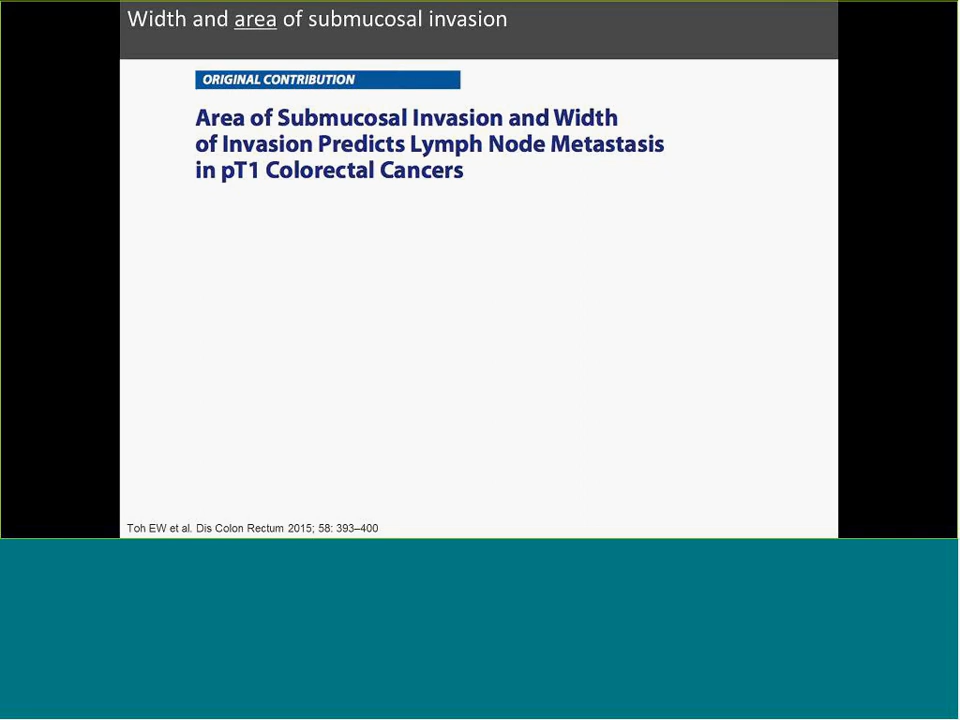 Width and area of submucosal invasion
ORIGINAL CONTRIBUTION
Area of Submucosal Invasion and Width
of Invasion Predicts Lymph Node Metastasis
in pT1 Colorectal Cancers
Toh EW et al. Dis Colon Rectum 2015; 58: 393–400